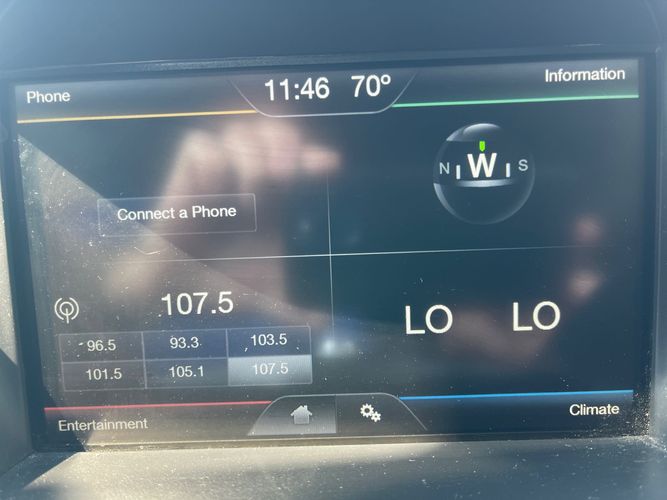 Phone
11:46 70°
Information
N W S
Connect a Phone
107.5
96.5 93.3 103.5
101.5 105.1 107.5
LO LO
Entertainment
Climate